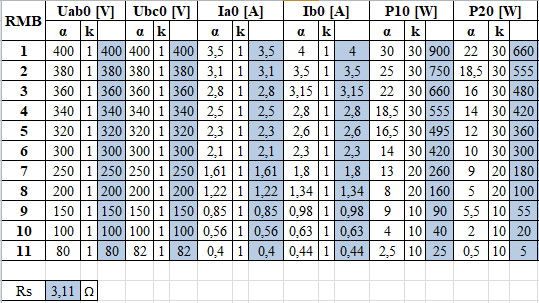 RMB Uab0 [V] Ubc0 [V] Ia0 [A] Ib0 [A] P10 [W] P20 [W]
α k α k α k α k α k α k
1 400 1 400 400 1 400 3,5 1 3,5 4 1 4 30 30 900 22 30 660
2 380 1 380 380 1 380 3,1 1 3,1 3,5 1 3,5 25 30 750 18,5 30 555
3 360 1 360 360 1 360 2,8 1 2,8 3,15 1 3,15 22 30 660 16 30 480
4 340 1 340 340 1 340 2,5 1 2,5 2,8 1 2,8 18,5 30 555 14 30 420
5 320 1 320 320 1 320 2,3 1 2,3 2,6 1 2,6 16,5 30 495 12 30 360
6 300 1 300 300 1 300 2,1 1 2,1 2,3 1 2,3 14 30 420 10 30 300
7 250 1 250 250 1 250 1,61 1 1,61 1,8 1 1,8 13 20 260 9 20 180
8 200 1 200 200 1 200 1,22 1 1,22 1,34 1 1,34 8 20 160 5 20 100
9 150 1 150 150 1 150 0,85 1 0,85 0,98 1 0,98 9 10 90 5,5 10 55
10 100 1 100 100 1 100 0,56 1 0,56 0,63 1 0,63 4 10 40 2 10 20
11 80 1 80 82 1 82 0,4 1 0,4 0,44 1 0,44 2,5 10 25 0,5 10 5
Rs 3,11 Ω